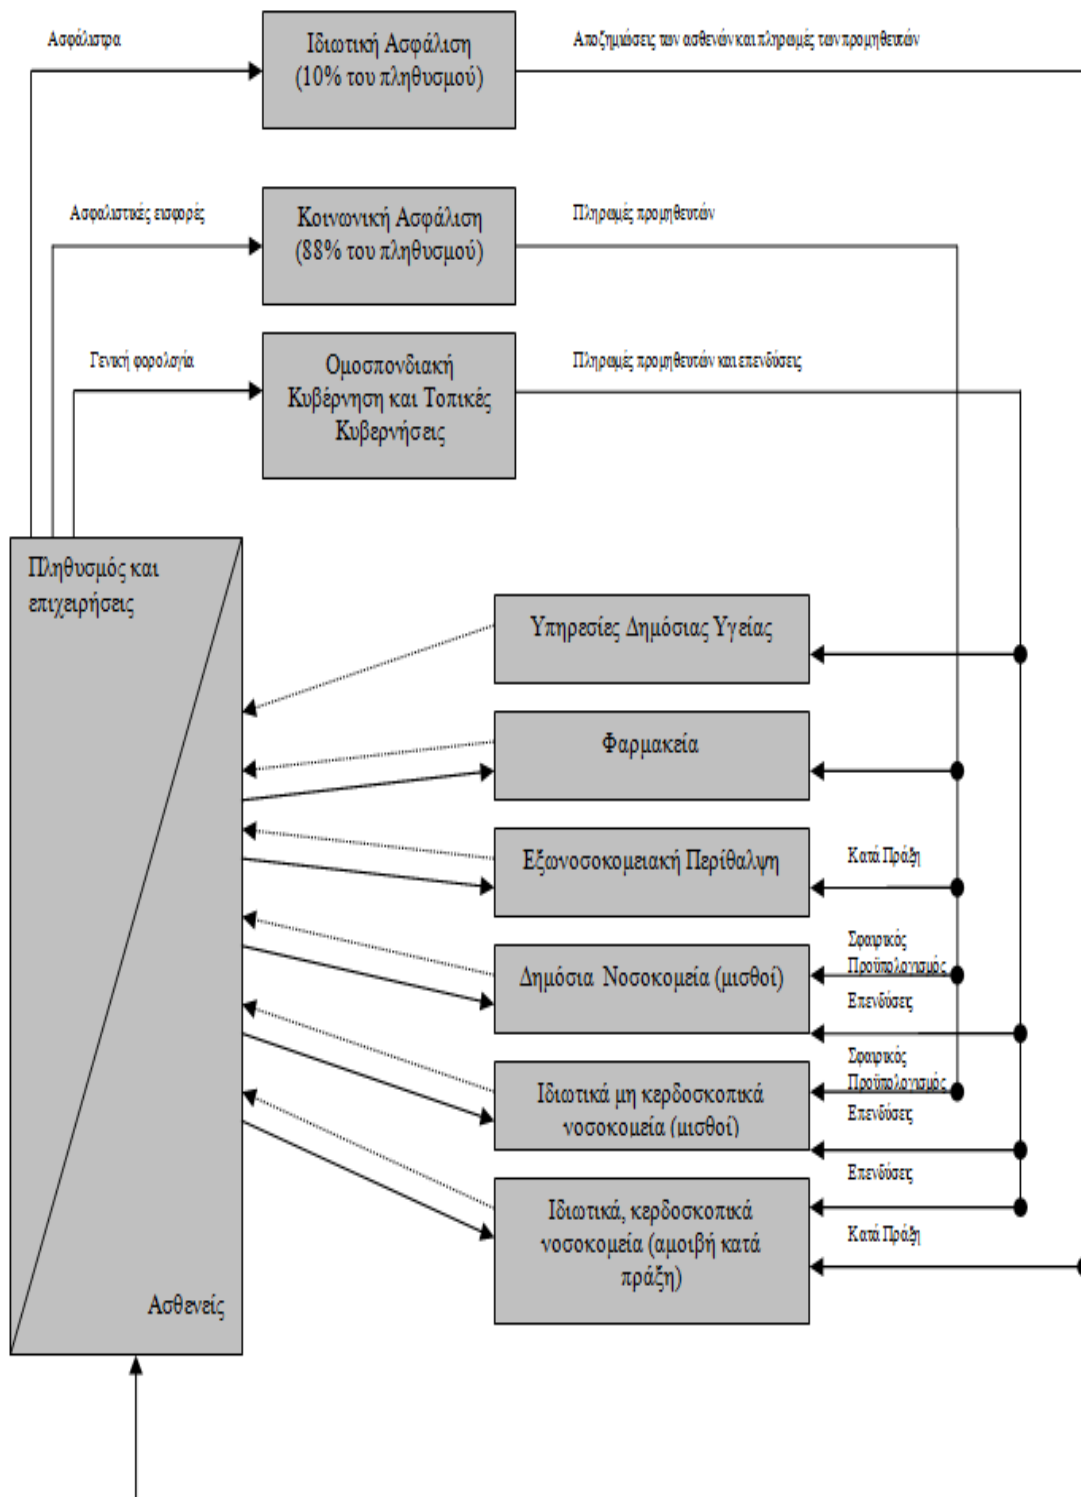 Ασφάλιστρα
Ιδιωτική Ασφάλιση
(10% του πληθυσμού)
Αποζημιώσεις των ασθενών και πληρωμές των προμηθευτών
Ασφαλιστικές εισφορές
Κοινωνική Ασφάλιση
(88% του πληθυσμού)
Πληρωμές προμηθευτών
Γενική φορολογία
Ομοσπονδιακή
Κυβέρνηση και Τοπικές
Κυβερνήσεις
Πληρωμές προμηθευτών και επενδύσεις
Πληθυσμός και
επιχειρήσεις
Υπηρεσίες Δημόσιας Υγείας
Φαρμακεία
Εξωνοσοκομειακή Περίθαλψη
Κατά Πράξη
Δημόσια Νοσοκομεία (μισθοί)
Σφαιρικός
Προϋπολογισμός
Επενδύσεις
Ιδιωτικά μη κερδοσκοπικά
νοσοκομεία (μισθοί)
Σφαιρικός
Προϋπολογισμός
Επενδύσεις
Επενδύσεις
Ιδιωτικά, κερδοσκοπικά
νοσοκομεία (αμοιβή κατά
πράξη)
Κατά Πράξη
Ασθενείς